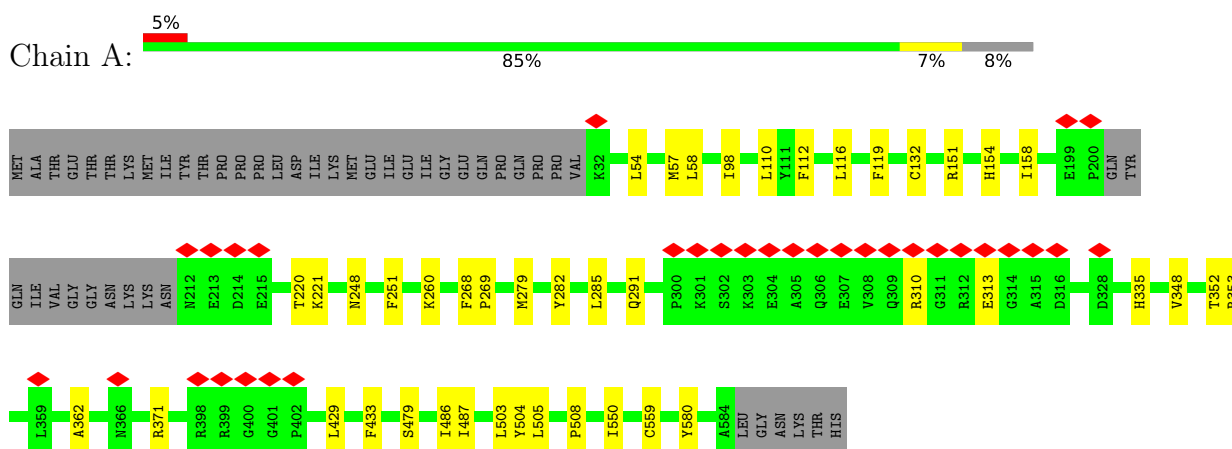 5%
Chain A:
85% 7% 8%
MET ALA THR GLU THR THR LYS MET ILE TYR THR PRO PRO PRO LEU ASP ILE LYS MET GLU ILE GLU ILE GLY GLU GLN PRO GLN PRO PRO VAL K32 L54 M57 L58 I98 L110 Y111 F112 L116 F119 C132 R151 H154 I158 E199 P200 GLN TYR
GLN ILE VAL GLY GLY ASN LYS LYS ASN N212 E213 D214 E215 T220 K221 N248 F251 K260 F268 P269 M279 Y282 L285 Q291 P300 K301 S302 K303 E304 A305 Q306 E307 V308 Q309 R310 G311 R312 E313 G314 A315 D316 D328 H335 V348 T352
L359 A362 N366 R371 R398 R399 G400 G401 P402 L429 F433 S479 I486 I487 L503 Y504 L505 P508 I550 C559 Y580 A584 LEU GLY ASN LYS THR HIS